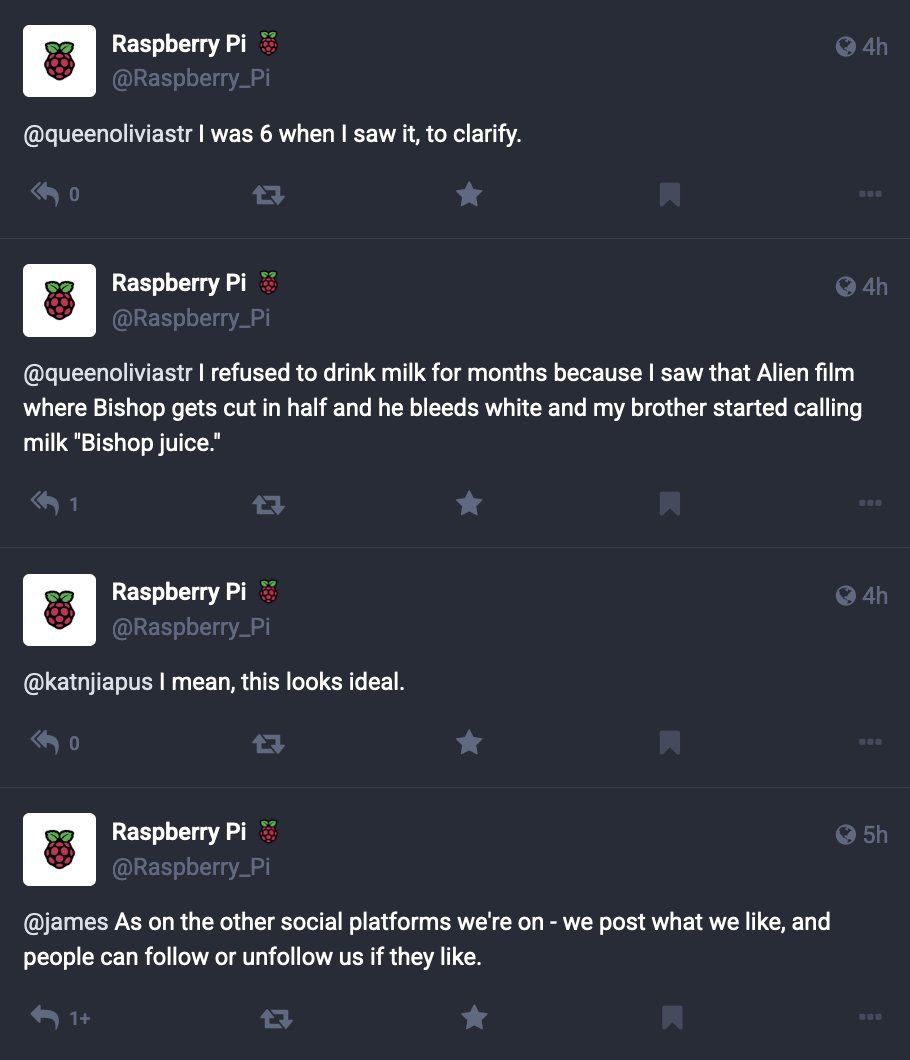 Raspberry Pi
4h
@Raspberry_Pi
@queenoliviastr I was 6 when I saw it, to clarify.
0
Raspberry Pi
4h
@Raspberry_Pi
@queenoliviastr I refused to drink milk for months because I saw that Alien film
where Bishop gets cut in half and he bleeds white and my brother started calling
milk "Bishop juice."
1
Raspberry Pi
4h
@Raspberry_Pi
@katnjiapus I mean, this looks ideal.
0
Raspberry Pi
5h
@Raspberry_Pi
@james As on the other social platforms we're on - we post what we like, and
people can follow or unfollow us if they like.
1+